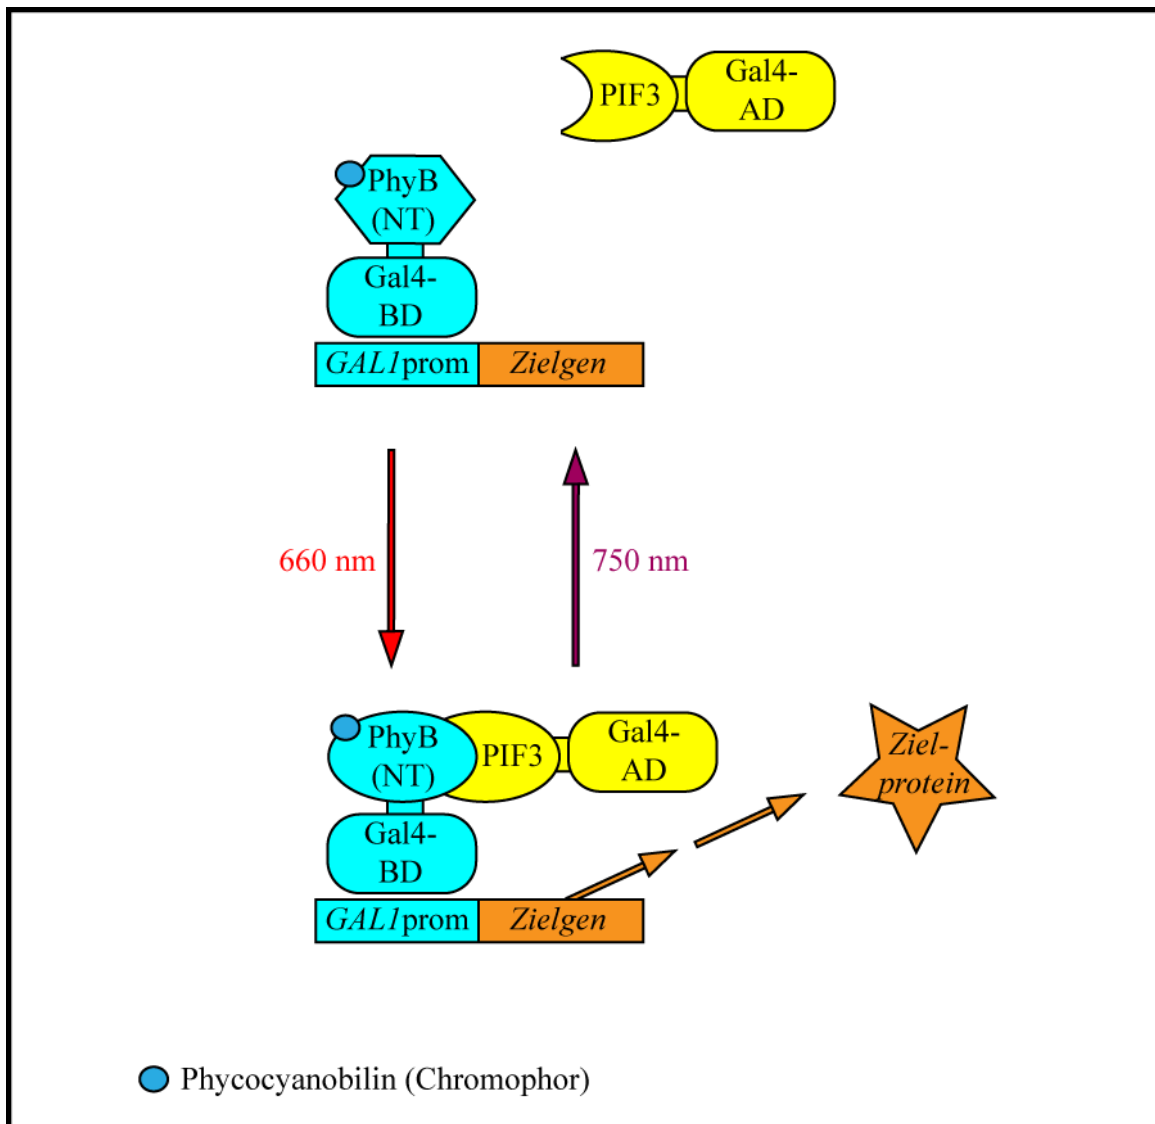 PIF3
Gal4-
AD
PhyB
(NT)
Gal4-
BD
GAL1prom
Zielgen
660 nm
750 nm
PhyB
(NT)
PIF3
Gal4-
AD
Ziel-
protein
Gal4-
BD
GAL1prom
Zielgen
Phycocyanobilin (Chromophor)